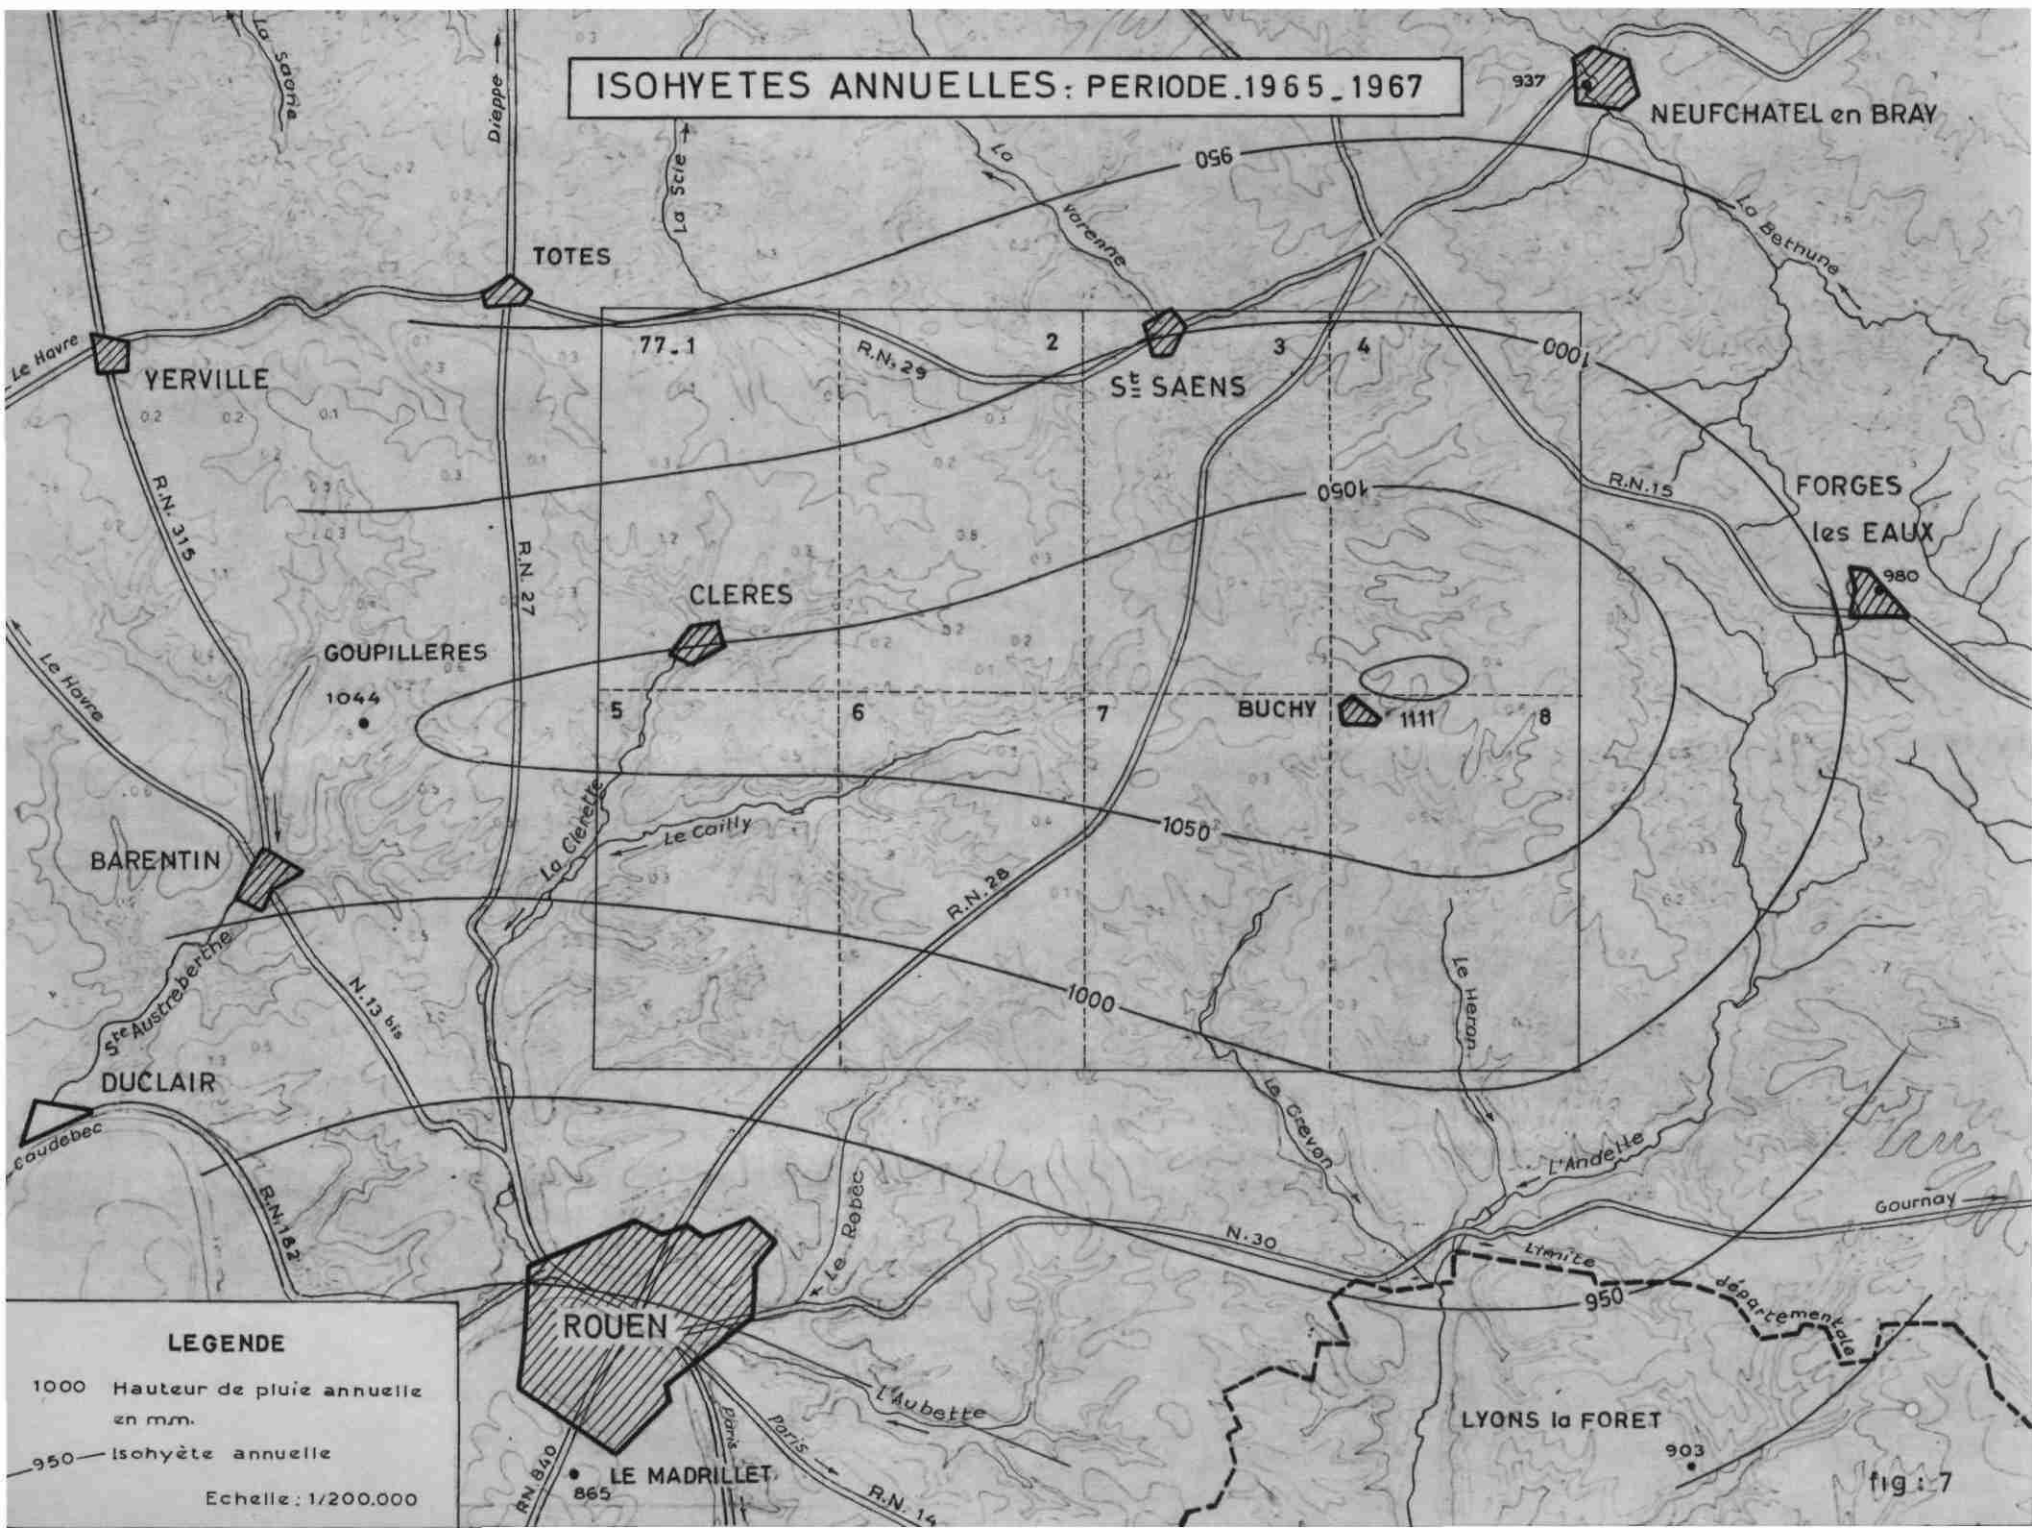 ISOHYETES ANNUELLES : PERIODE.1965_1967
La Saane
Dieppe
La Scie
La
Varenne
950
937
NEUFCHATEL en BRAY
La Bethune
TOTES
Le Havre
YERVILLE
77_1
R.N. 29
2
St SAENS
3
4
1000
R.N. 315
R.N. 27
1050
R.N. 15
FORGES
les EAUX
980
CLERES
GOUPILLERES
1044
Le Havre
5
6
7
BUCHY
1111
8
BARENTIN
La Clerette
Le Cailly
1050
R.N. 28
Ste Austreberthe
N.13 bis
1000
Le Heron
DUCLAIR
Caudebec
R.N. 182
Le Crevon
L'Andelle
Gournay
Le Robec
N.30
Limite
départementale
950
ROUEN
L'Aubette
LYONS la FORET
903
RN 840
865
LE MADRILLET
Paris
Paris
R.N. 14
fig : 7
LEGENDE
1000 Hauteur de pluie annuelle
en m.m.
950 Isohyète annuelle
Echelle : 1/200.000